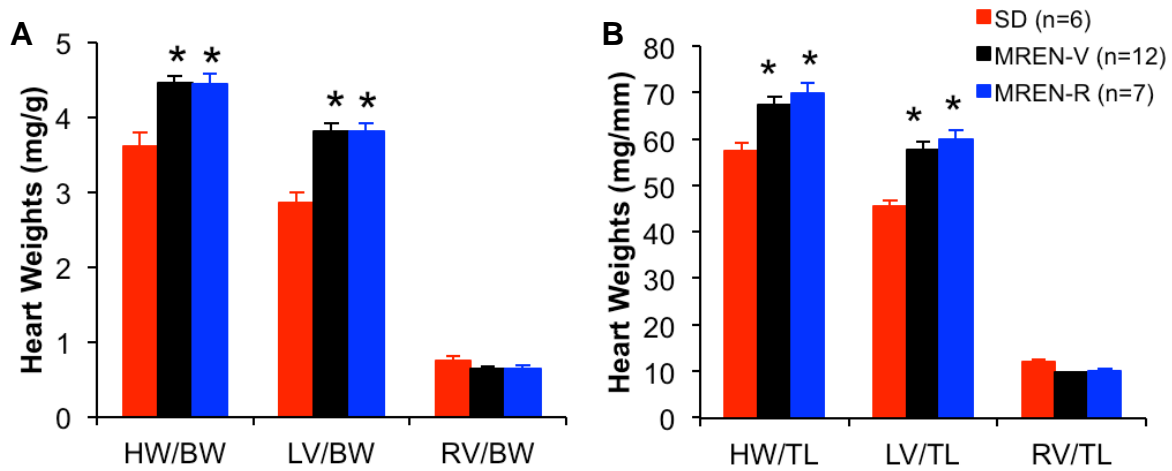 A
Heart Weights (mg/g)
5
4
3
2
1
0
* *
* *
HW/BW LV/BW RV/BW
B
Heart Weights (mg/mm)
80
70
60
50
40
30
20
10
0
* *
* *
HW/TL LV/TL RV/TL
SD (n=6)
MREN-V (n=12)
MREN-R (n=7)